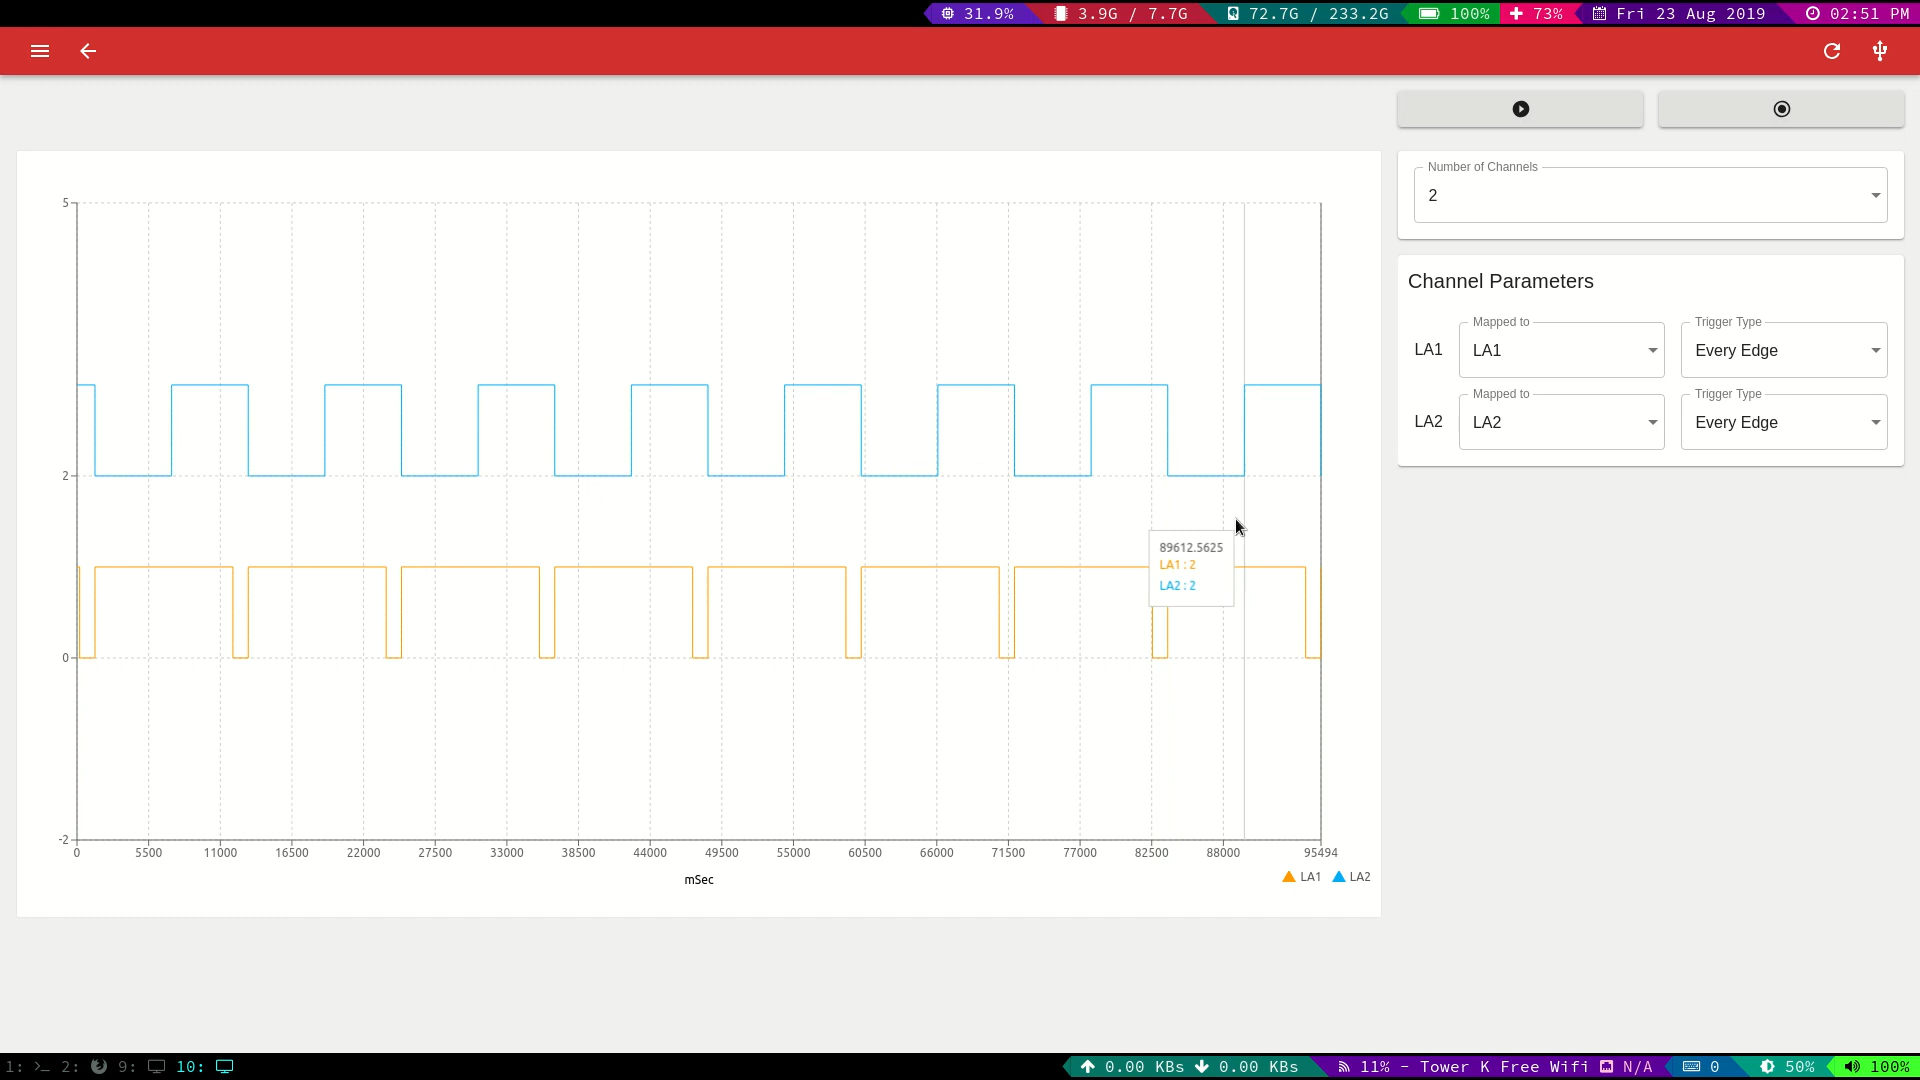 31.9% 3.9G / 7.7G 72.7G / 233.2G 100% 73% Fri 23 Aug 2019 02:51 PM
Number of Channels
2
Channel Parameters
Mapped to Trigger Type
LA1 LA1 Every Edge
Mapped to Trigger Type
LA2 LA2 Every Edge
5
2
0
-2
89612.5625
LA1 : 2
LA2 : 2
0 5500 11000 16500 22000 27500 33000 38500 44000 49500 55000 60500 66000 71500 77000 82500 88000 95494
mSec
LA1 LA2
1: 2: 9: 10: 0.00 KBs 0.00 KBs 11% - Tower K Free Wifi N/A 0 50% 100%